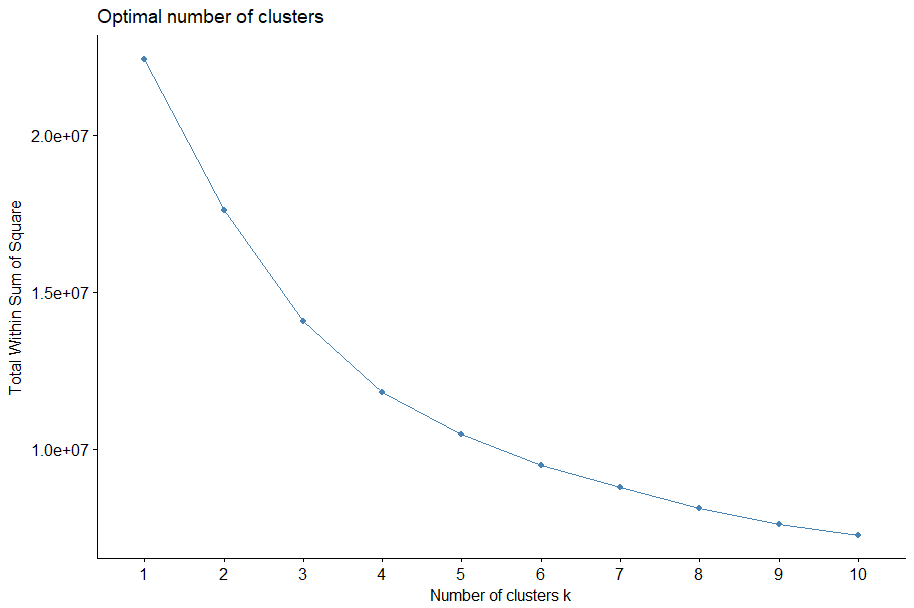 Optimal number of clusters
2.0e+07
1.5e+07
1.0e+07
Total Within Sum of Square
1 2 3 4 5 6 7 8 9 10
Number of clusters k